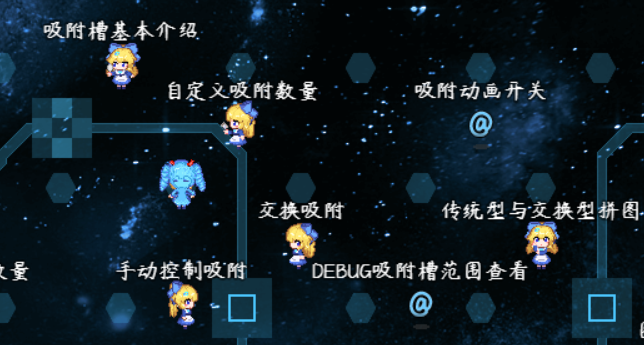 吸附槽基本介绍
自定义吸附数量
吸附动画开关
@
交换吸附
传统型与交换型拼图
数量
手动控制吸附
DEBUG吸附槽范围查看
@